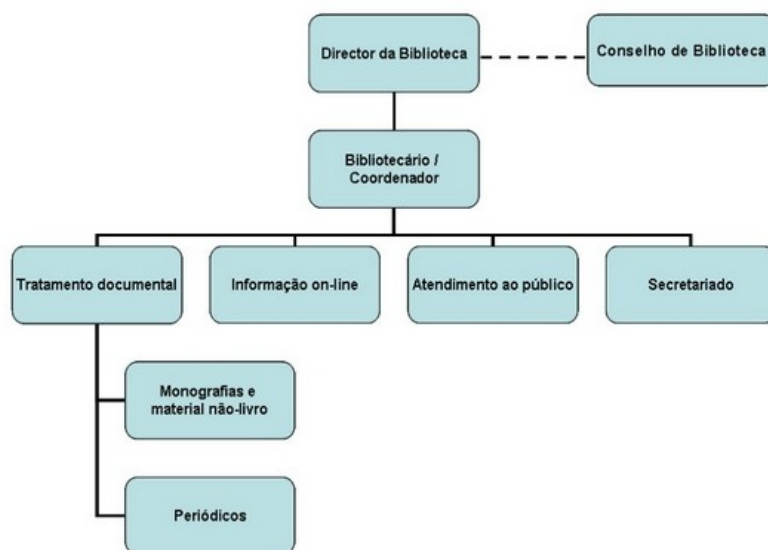 Director da Biblioteca
Conselho de Biblioteca
Bibliotecário /
Coordenador
Tratamento documental
Informação on-line
Atendimento ao público
Secretariado
Monografias e
material não-livro
Periódicos